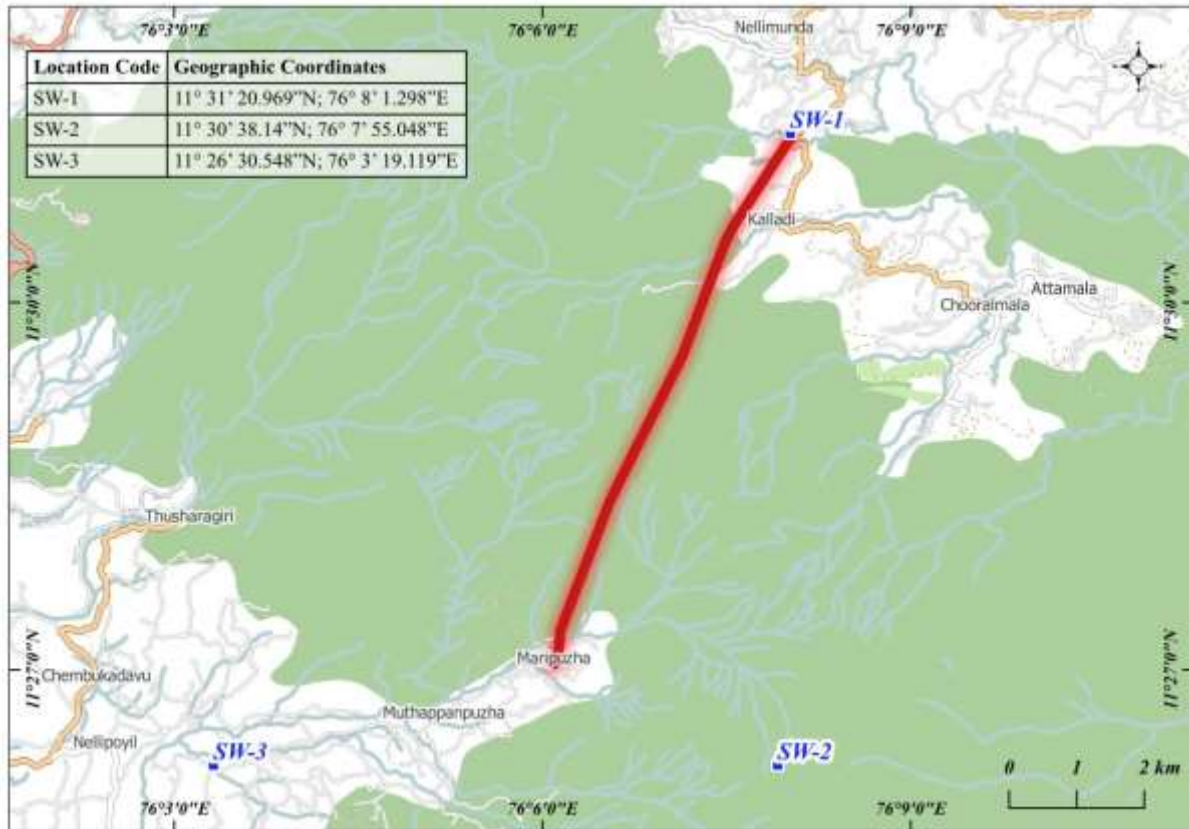 76°3'0"E 76°6'0"E 76°9'0"E
Nellimunda
Location Code Geographic Coordinates
SW-1 11° 31’ 20.969”N; 76° 8’ 1.298”E
SW-2 11° 30’ 38.14”N; 76° 7’ 55.048”E
SW-3 11° 26’ 30.548”N; 76° 3’ 19.119”E
SW-1
Kalladi
11°30'0"N 11°30'0"N
Attamala
Chooralmala
Thusharagiri
Maripuzha
11°27'0"N 11°27'0"N
Chembukadavu
Muthappanpuzha
Nellipoyil
SW-3 SW-2
0 1 2 km
76°3'0"E 76°6'0"E 76°9'0"E